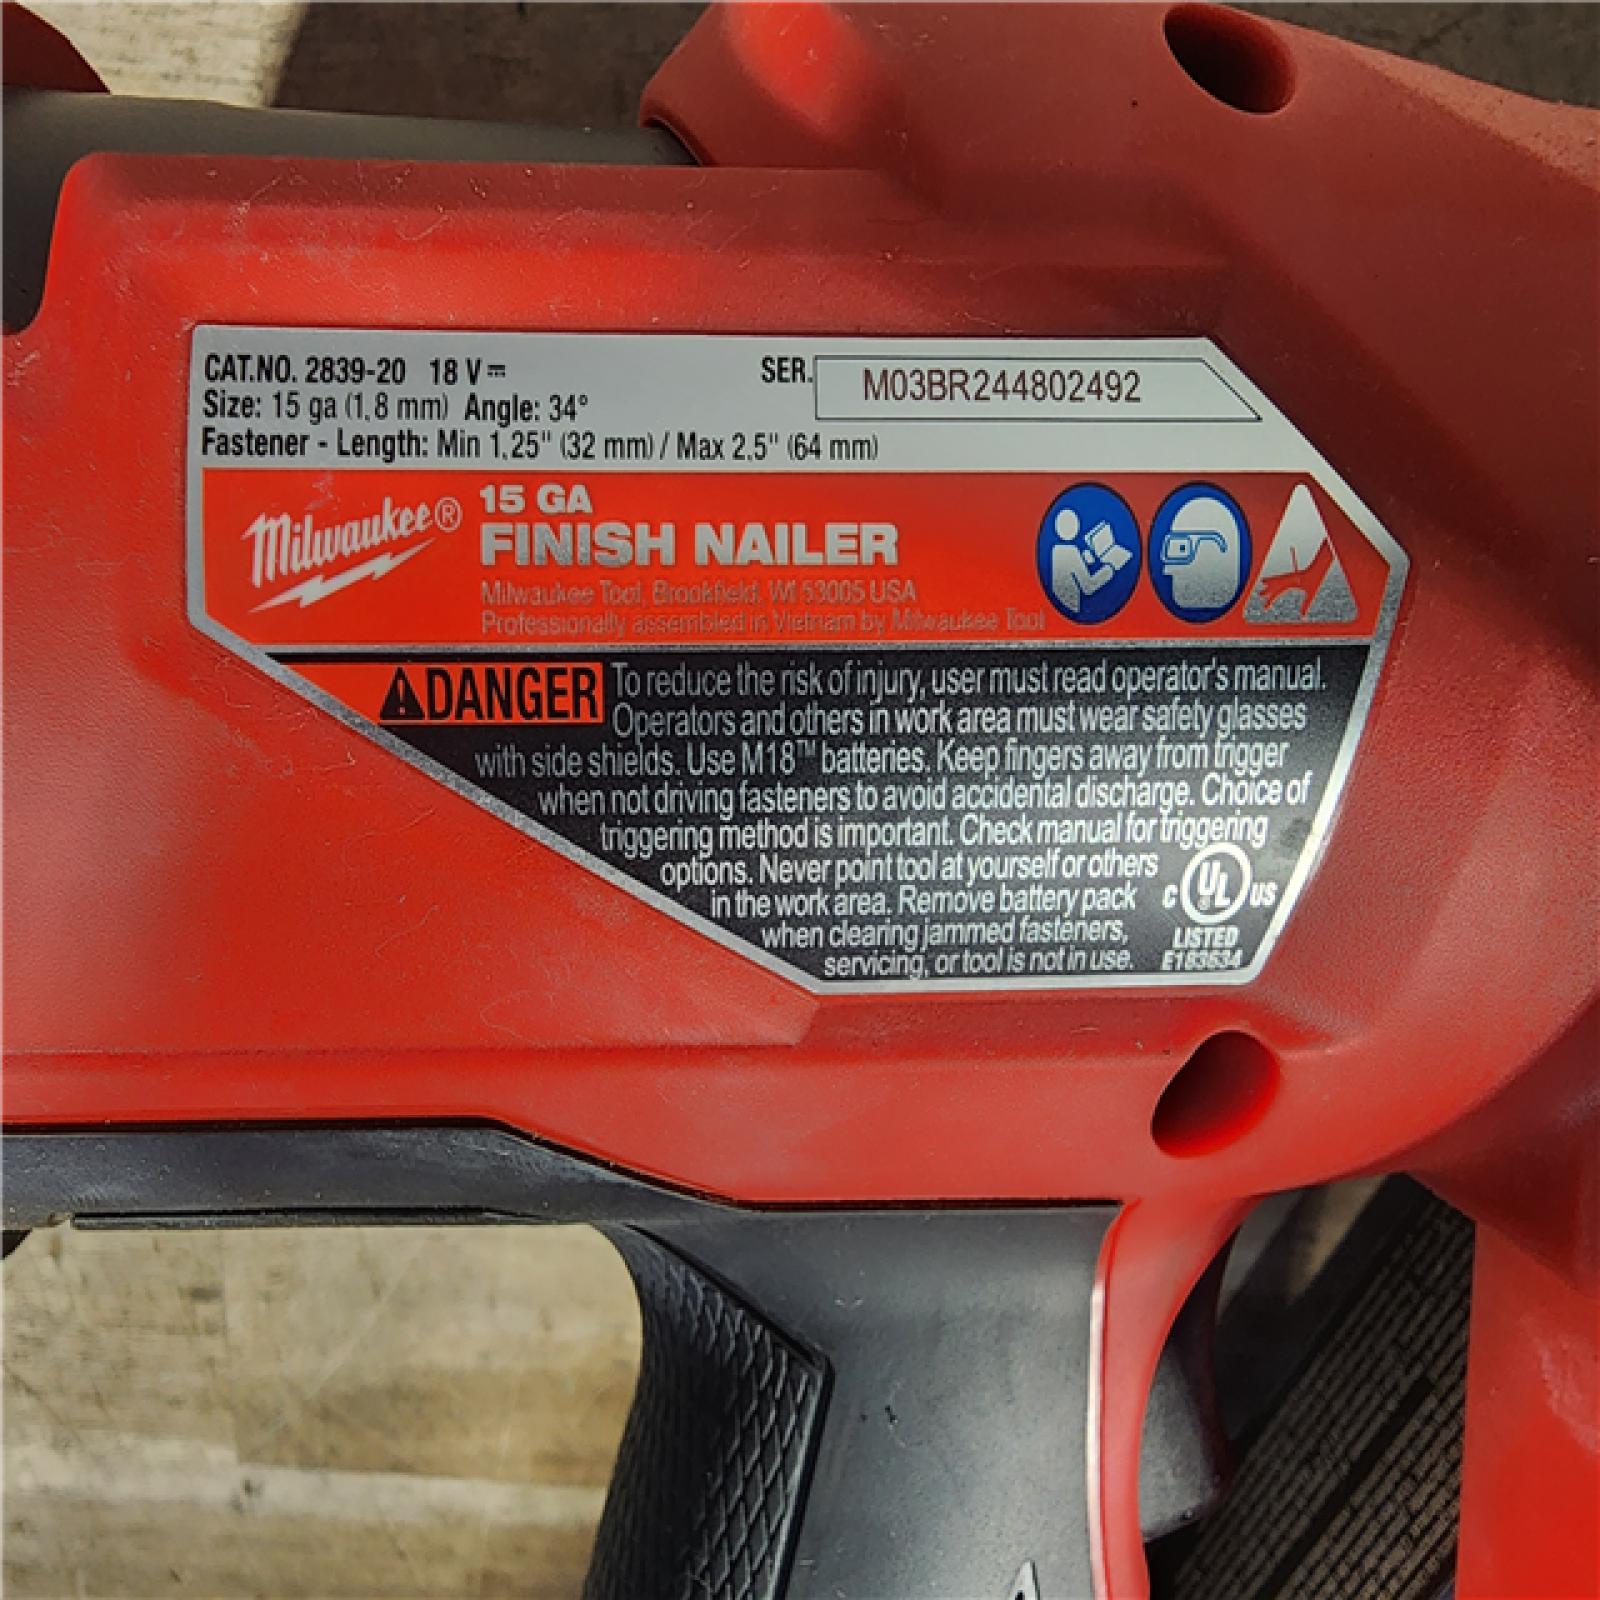 CAT.NO. 2839-20 18 V⎓
SER. M03BR244802492
Size: 15 ga (1.8 mm) Angle: 34°
Fastener - Length: Min 1.25" (32 mm) / Max 2.5" (64 mm)
Milwaukee®
15 GA
FINISH NAILER
Milwaukee Tool, Brookfield, WI 53005 USA
Professionally assembled in Vietnam by Milwaukee Tool
DANGER To reduce the risk of injury, user must read operator's manual.
Operators and others in work area must wear safety glasses
with side shields. Use M18™ batteries. Keep fingers away from trigger
when not driving fasteners to avoid accidental discharge. Choice of
triggering method is important. Check manual for triggering
options. Never point tool at yourself or others
in the work area. Remove battery pack
when clearing jammed fasteners,
servicing, or tool is not in use.
C UL US
LISTED
E183634